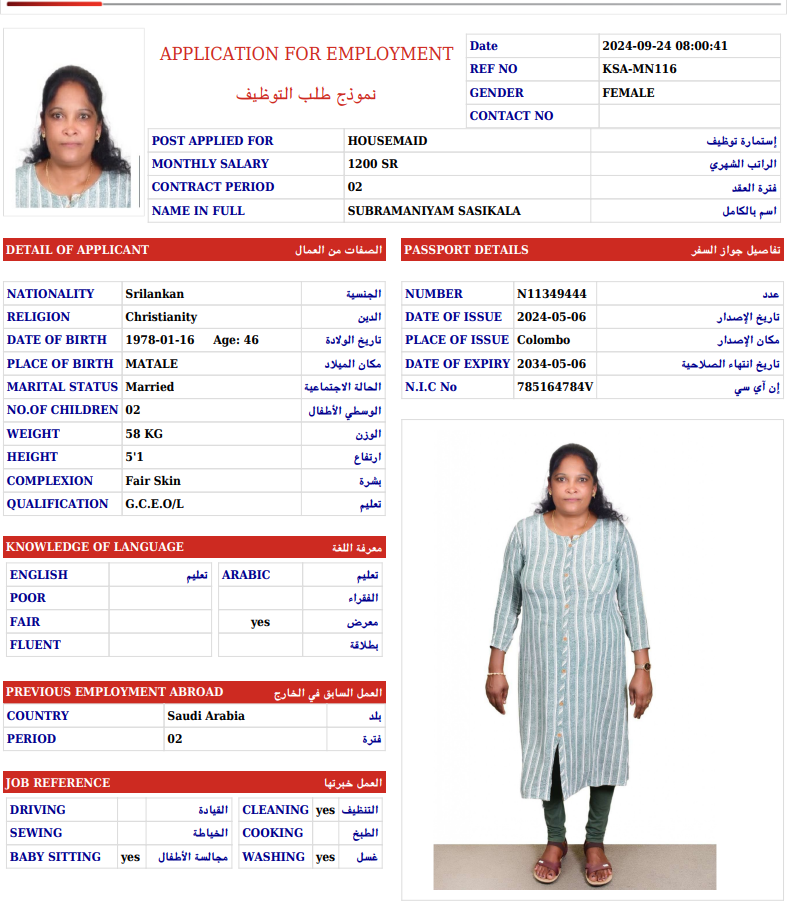 APPLICATION FOR EMPLOYMENT
نموذج طلب التوظيف
Date 2024-09-24 08:00:41
REF NO KSA-MN116
GENDER FEMALE
CONTACT NO
POST APPLIED FOR HOUSEMAID إستمارة توظيف
MONTHLY SALARY 1200 SR الراتب الشهري
CONTRACT PERIOD 02 فترة العقد
NAME IN FULL SUBRAMANIYAM SASIKALA اسم بالكامل
DETAIL OF APPLICANT الصفات من العمال
NATIONALITY Srilankan الجنسية
RELIGION Christianity الدين
DATE OF BIRTH 1978-01-16 Age: 46 تاريخ الولادة
PLACE OF BIRTH MATALE مكان الميلاد
MARITAL STATUS Married الحالة الاجتماعية
NO.OF CHILDREN 02 الوسطي الأطفال
WEIGHT 58 KG الوزن
HEIGHT 5'1 ارتفاع
COMPLEXION Fair Skin بشرة
QUALIFICATION G.C.E.O/L تعليم
KNOWLEDGE OF LANGUAGE معرفة اللغة
ENGLISH تعليم ARABIC تعليم
POOR الفقراء
FAIR yes معرض
FLUENT بطلاقة
PREVIOUS EMPLOYMENT ABROAD العمل السابق في الخارج
COUNTRY Saudi Arabia بلد
PERIOD 02 فترة
JOB REFERENCE العمل خبرتها
DRIVING القيادة CLEANING yes التنظيف
SEWING الخياطة COOKING الطبخ
BABY SITTING yes مجالسة الأطفال WASHING yes غسل
PASSPORT DETAILS تفاصيل جواز السفر
NUMBER N11349444 عدد
DATE OF ISSUE 2024-05-06 تاريخ الإصدار
PLACE OF ISSUE Colombo مكان الإصدار
DATE OF EXPIRY 2034-05-06 تاريخ انتهاء الصلاحية
N.I.C No 785164784V إن آي سي